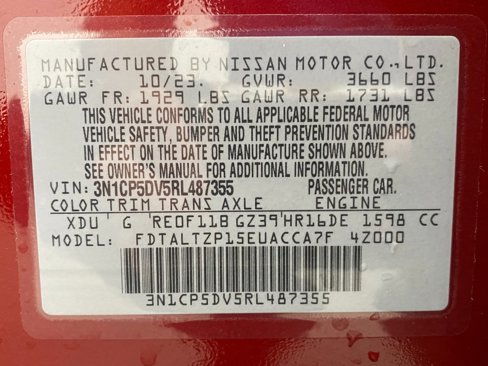 MANUFACTURED BY NISSAN MOTOR CO.,LTD.
DATE: 10/23. GVWR: 3660 LBS
GAWR FR: 1929 LBS GAWR RR: 1731 LBS
THIS VEHICLE CONFORMS TO ALL APPLICABLE FEDERAL MOTOR
VEHICLE SAFETY, BUMPER AND THEFT PREVENTION STANDARDS
IN EFFECT ON THE DATE OF MANUFACTURE SHOWN ABOVE.
SEE OWNER'S MANUAL FOR ADDITIONAL INFORMATION.
VIN: 3N1CP5DV5RL487355 PASSENGER CAR.
COLOR TRIM TRANS AXLE ENGINE
XDU G RE0F11B GZ39 HR16DE 1598 CC
MODEL: FDTALTZP15EUACCA7F 4Z000
3N1CP5DV5RL487355